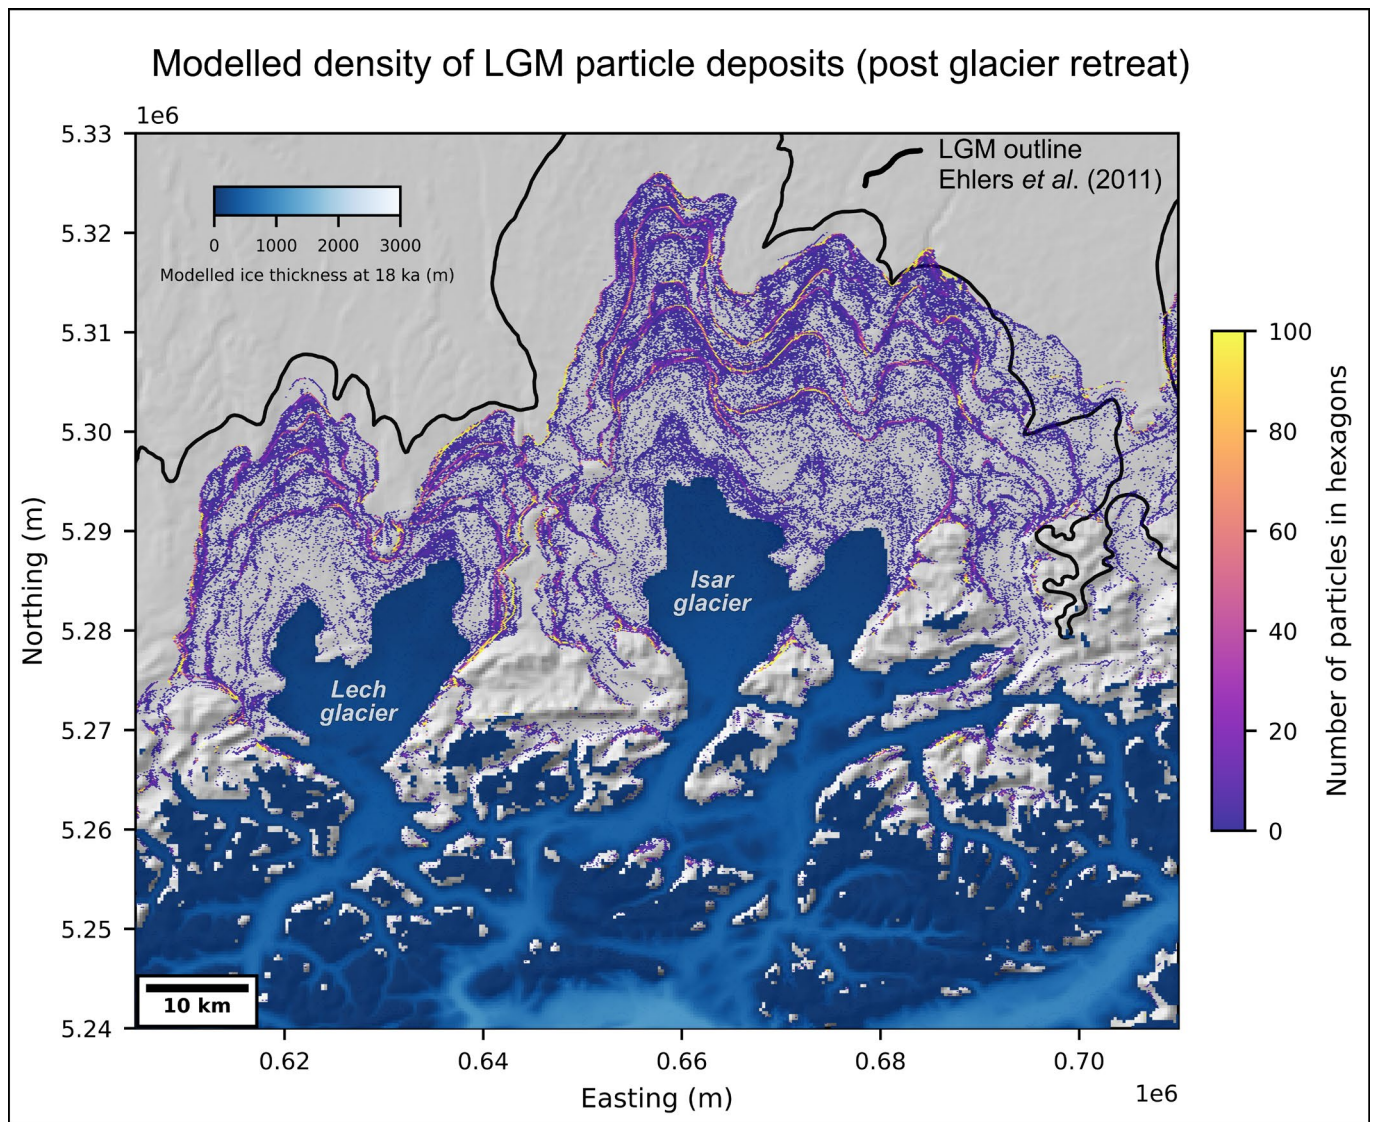 Modelled density of LGM particle deposits (post glacier retreat)
1e6
5.33
5.32
5.31
5.30
5.29
5.28
5.27
5.26
5.25
5.24
Northing (m)
0 1000 2000 3000
Modelled ice thickness at 18 ka (m)
LGM outline
Ehlers et al. (2011)
Isar
glacier
Lech
glacier
10 km
0.62 0.64 0.66 0.68 0.70
Easting (m)
1e6
100
80
60
40
20
0
Number of particles in hexagons